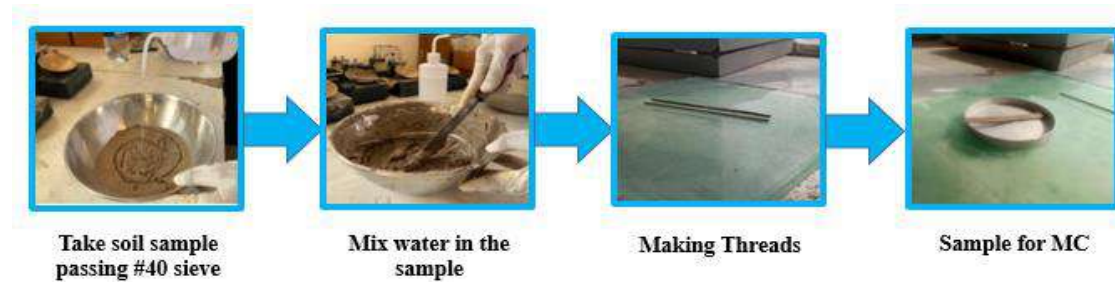 Take soil sample
passing #40 sieve
Mix water in the
sample
Making Threads
Sample for MC